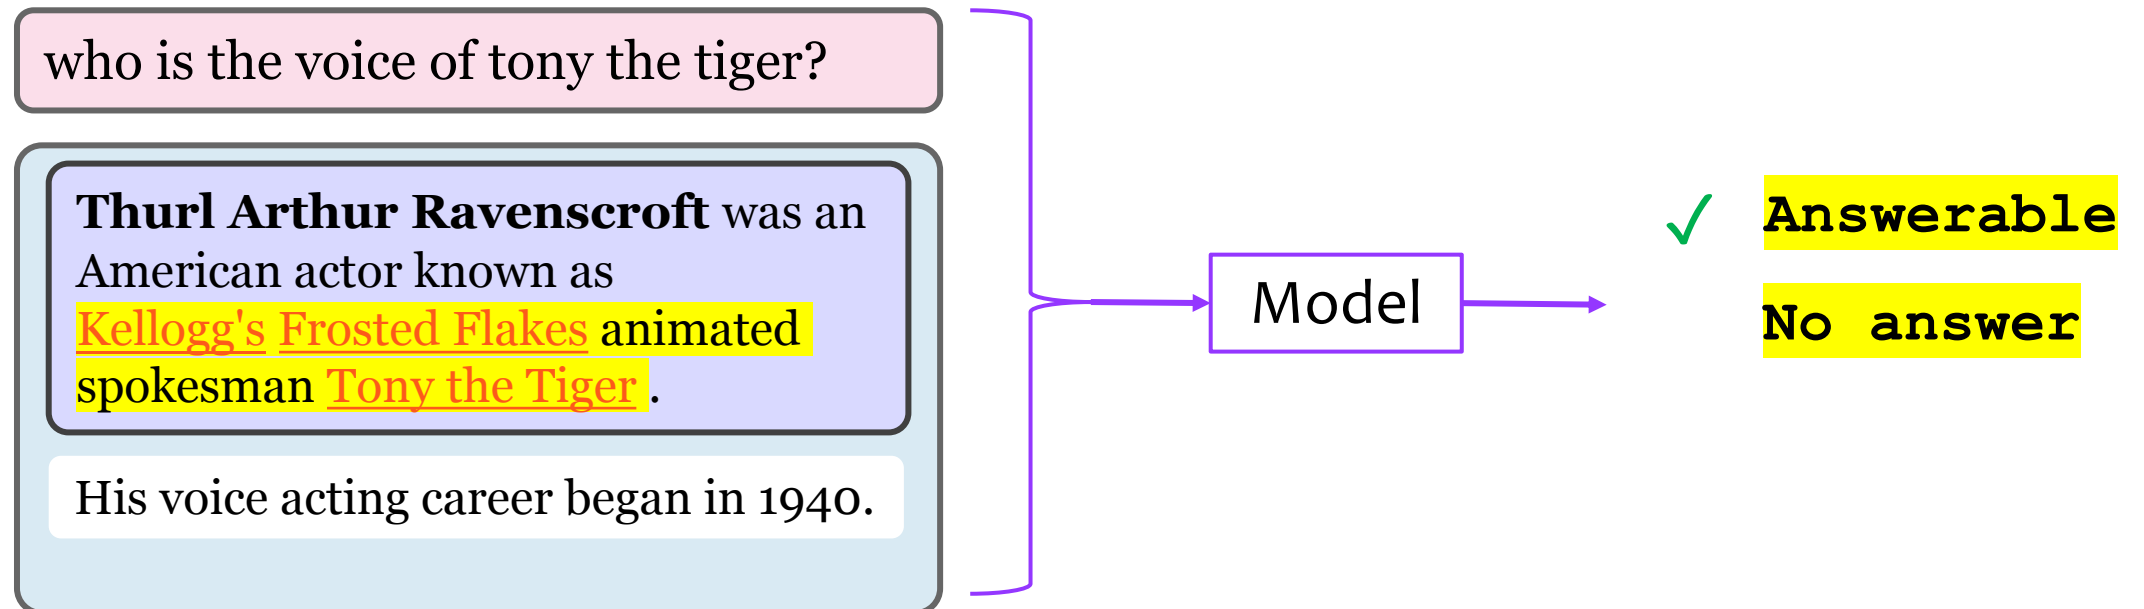 who is the voice of tony the tiger?
Thurl Arthur Ravenscroft was an
American actor known as
Kellogg's Frosted Flakes animated
spokesman Tony the Tiger .
His voice acting career began in 1940.
Model
✓ Answerable
No answer